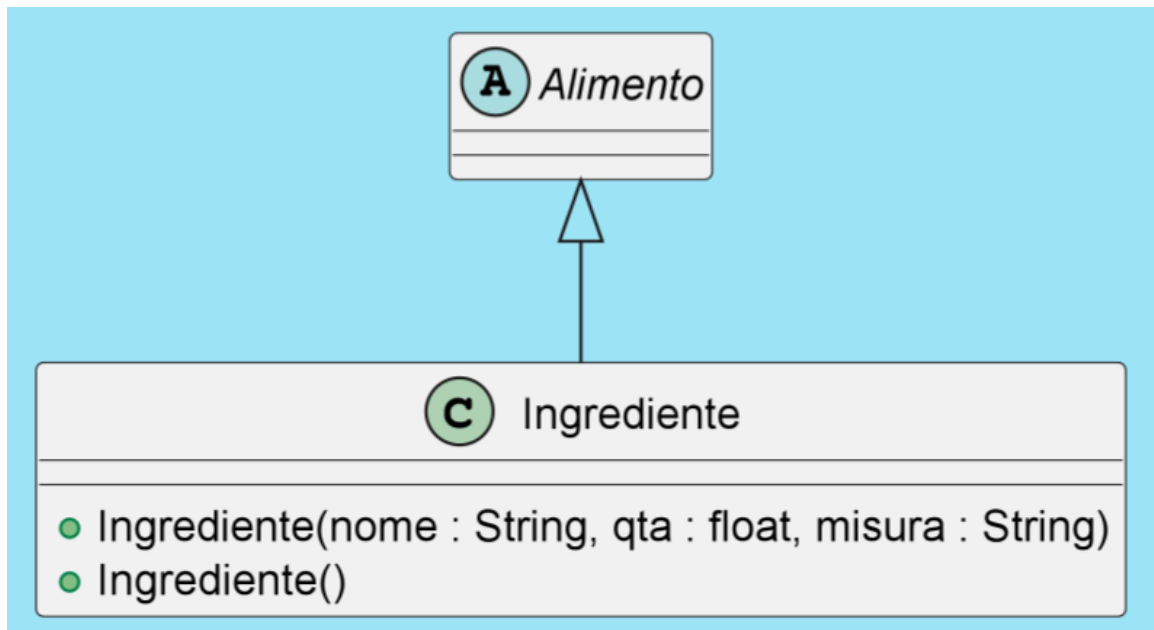 A Alimento
C Ingrediente
Ingrediente(nome : String, qta : float, misura : String)
Ingrediente()